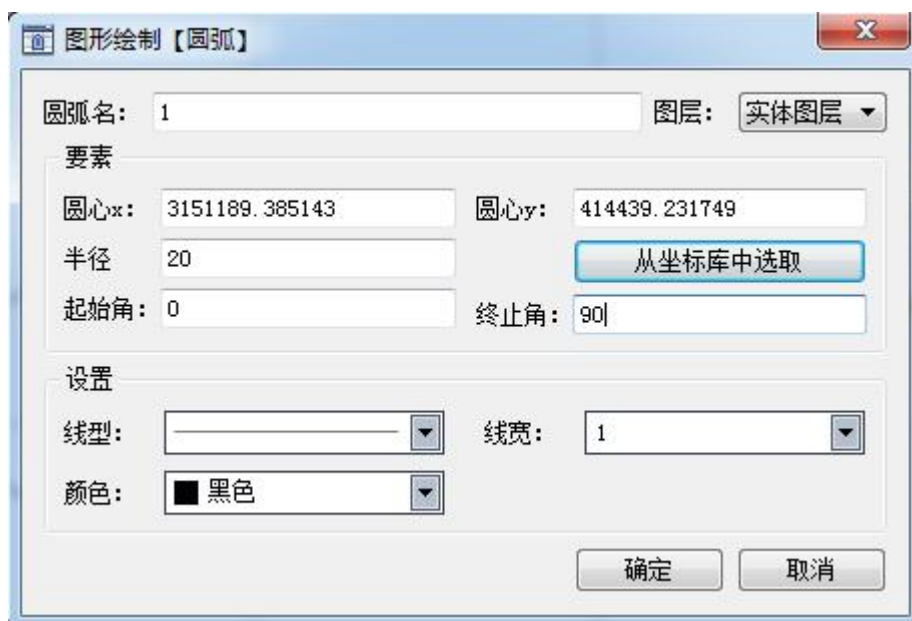 图形绘制【圆弧】
圆弧名: 1 图层: 实体图层
要素
圆心x: 3151189.385143 圆心y: 414439.231749
半径 20 从坐标库中选取
起始角: 0 终止角: 90
设置
线型: 线宽: 1
颜色: 黑色
确定 取消